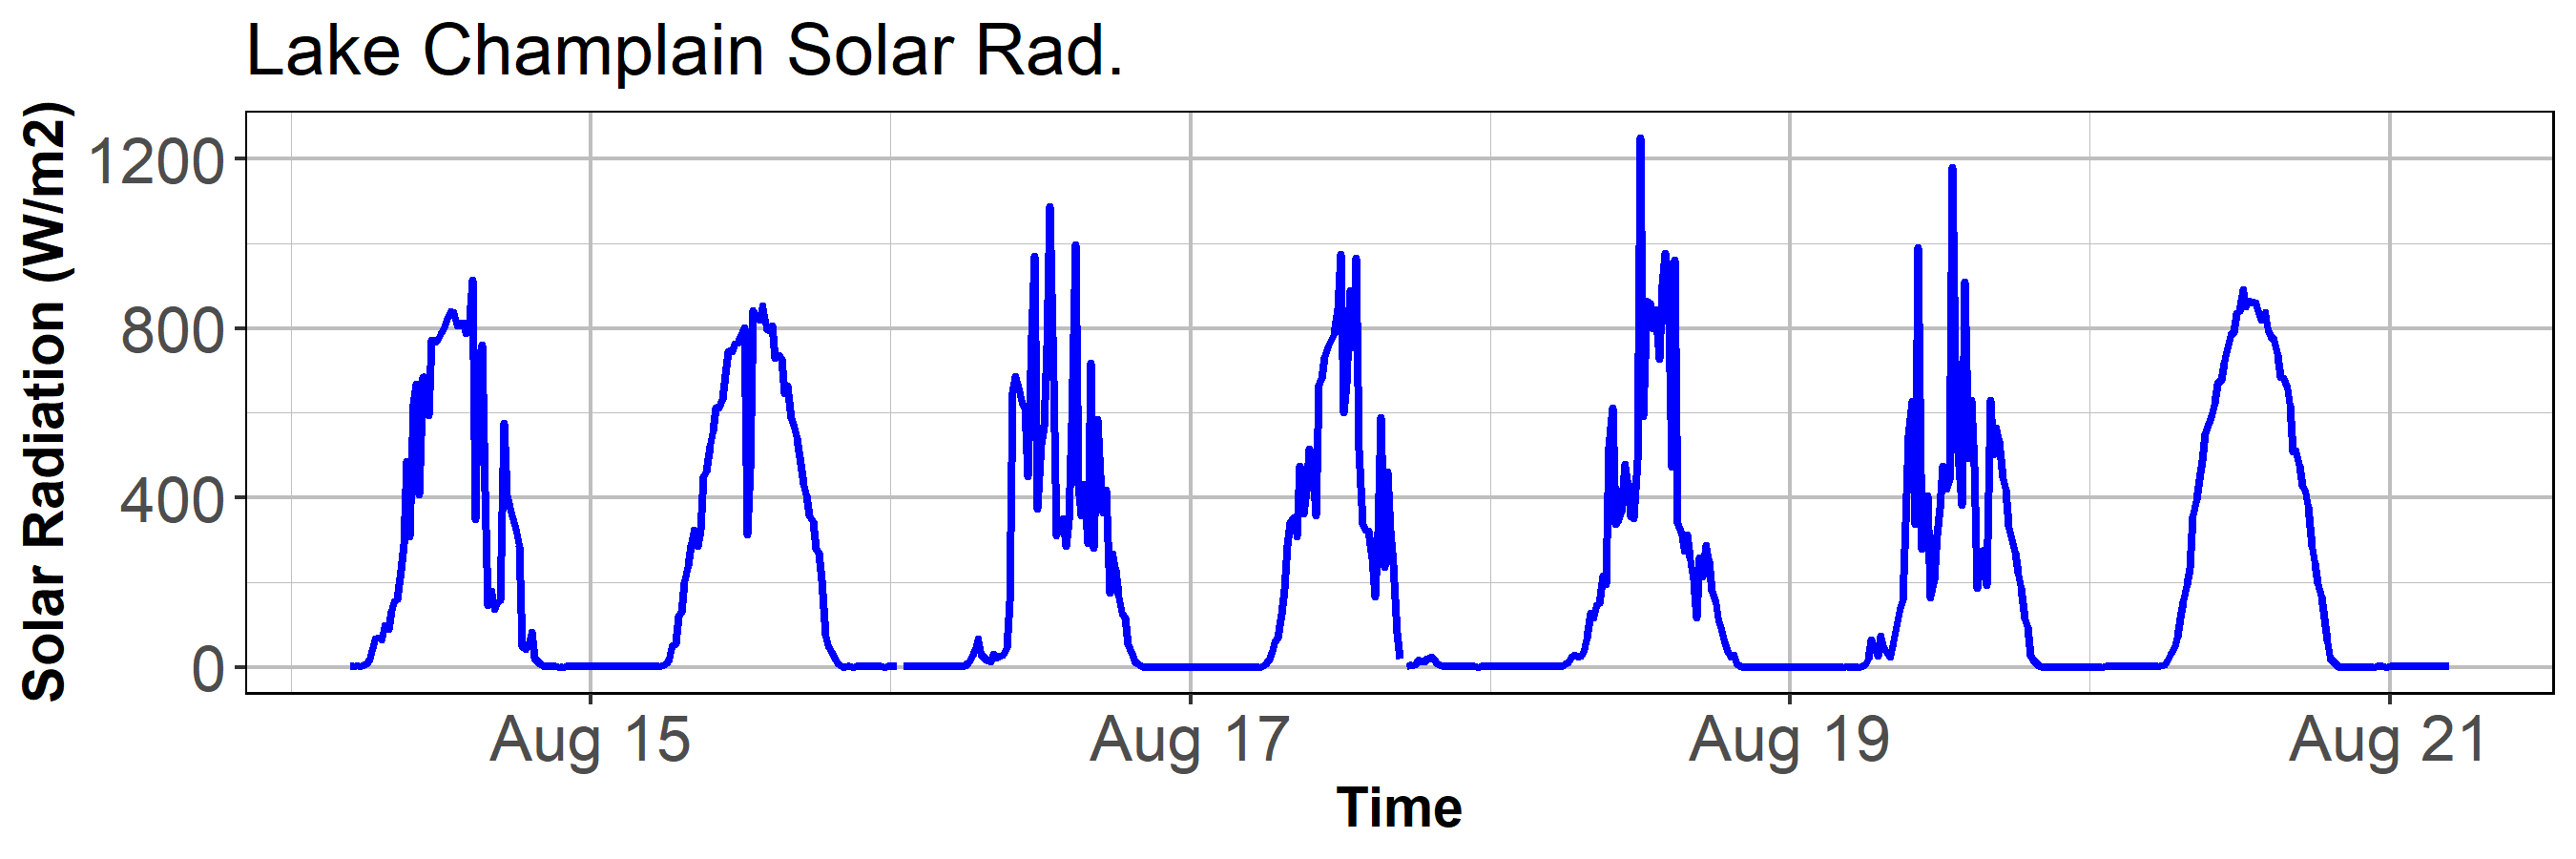 Lake Champlain Solar Rad.
Solar Radiation (W/m2)
1200
800
400
0
Aug 15 Aug 17 Aug 19 Aug 21
Time